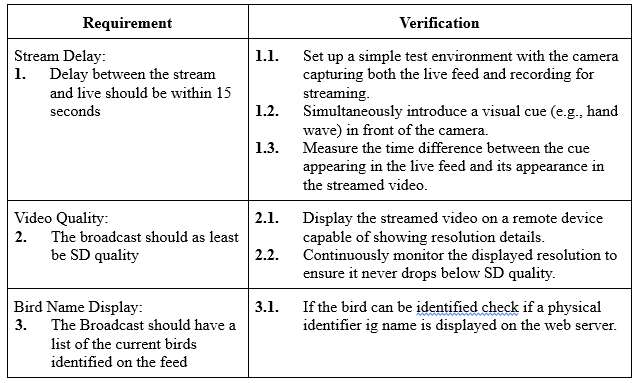 Requirement
Verification
Stream Delay:
1. Delay between the stream
and live should be within 15
seconds
1.1. Set up a simple test environment with the camera
capturing both the live feed and recording for
streaming.
1.2. Simultaneously introduce a visual cue (e.g., hand
wave) in front of the camera.
1.3. Measure the time difference between the cue
appearing in the live feed and its appearance in
the streamed video.
Video Quality:
2. The broadcast should as least
be SD quality
2.1. Display the streamed video on a remote device
capable of showing resolution details.
2.2. Continuously monitor the displayed resolution to
ensure it never drops below SD quality.
Bird Name Display:
3. The Broadcast should have a
list of the current birds
identified on the feed
3.1. If the bird can be identified check if a physical
identifier ig name is displayed on the web server.